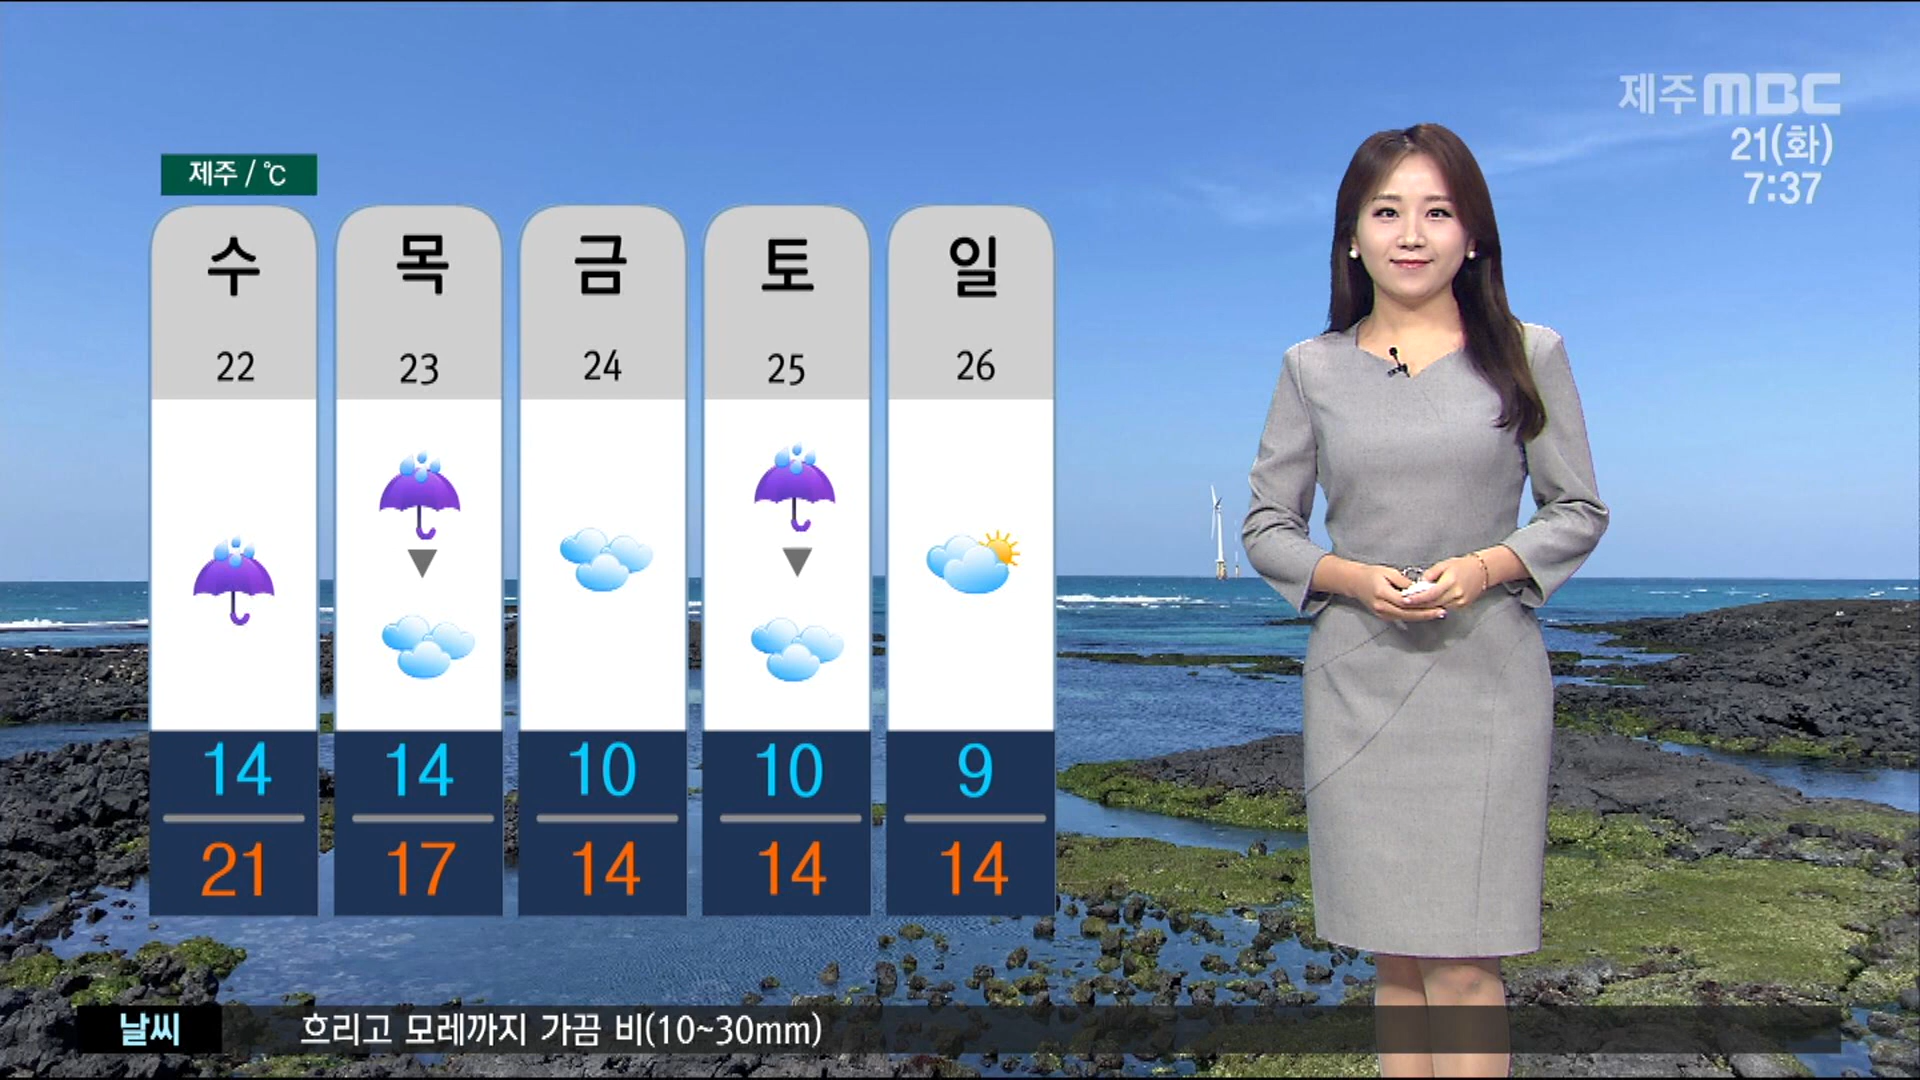 제주MBC
21(화)
7:37
제주 / ℃
수 목 금 토 일
22 23 24 25 26
14 14 10 10 9
21 17 14 14 14
날씨 흐리고 모레까지 가끔 비(10~30mm)